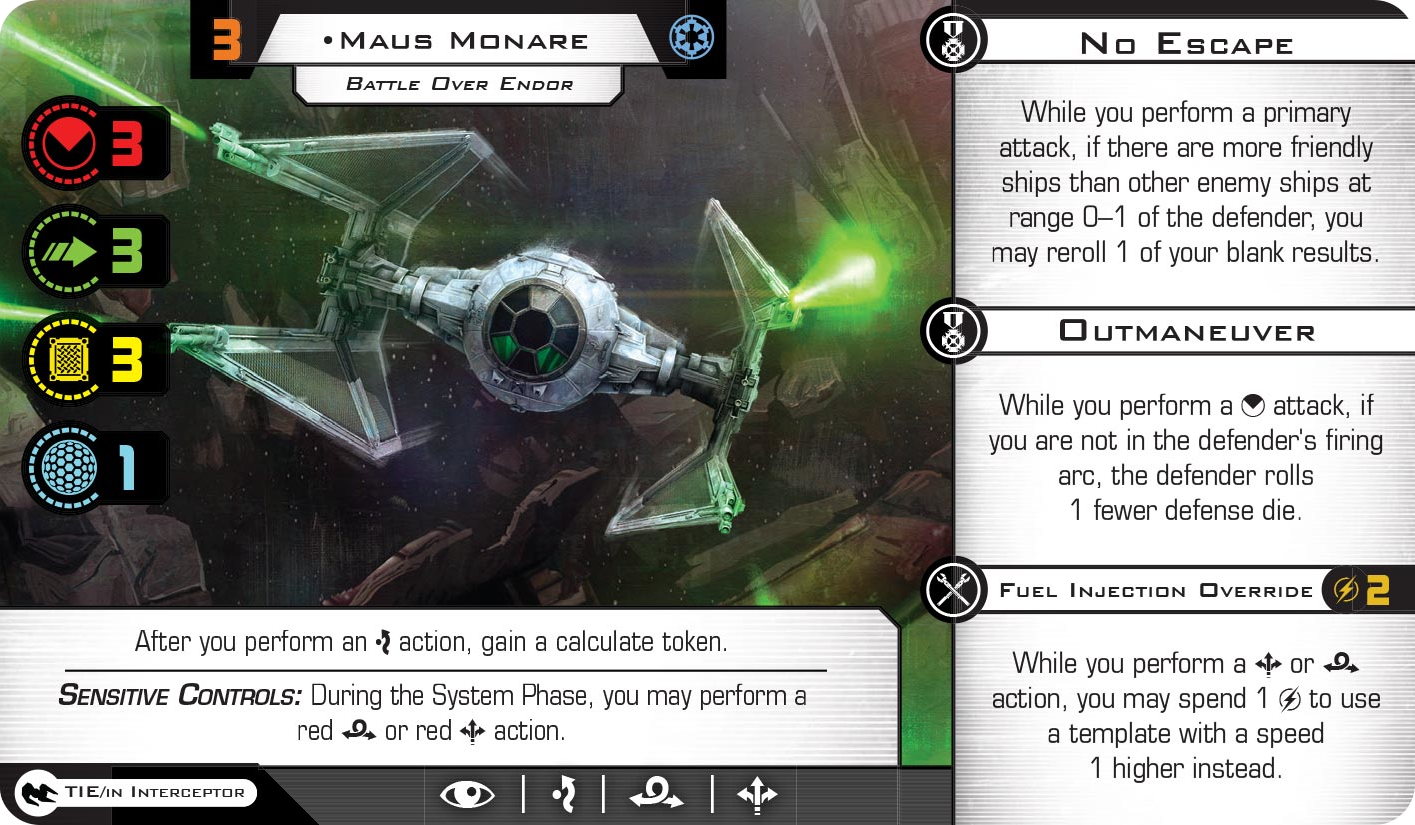 3
•Maus Monare
Battle Over Endor
3
3
3
1
After you perform an action, gain a calculate token.
Sensitive Controls: During the System Phase, you may perform a
red or red action.
TIE/in Interceptor
No Escape
While you perform a primary
attack, if there are more friendly
ships than other enemy ships at
range 0–1 of the defender, you
may reroll 1 of your blank results.
Outmaneuver
While you perform a attack, if
you are not in the defender's firing
arc, the defender rolls
1 fewer defense die.
Fuel Injection Override 2
While you perform a or
action, you may spend 1 to use
a template with a speed
1 higher instead.